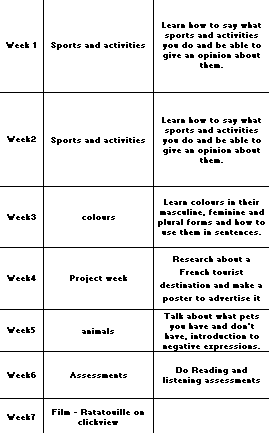 Learn how to say what
sports and activities
Week 1 Sports and activities you do and be able to
give an opinion about
them.
Learn how to say what
sports and activities
Week2 Sports and activities you do and be able to
give an opinion about
them.
Learn colours in their
masculine, feminine and
Week3 colours plural forms and how to
use them in sentences.
Research about a
French tourist
Week4 Project week destination and make a
poster to advertise it
Talk about what pets
you have and don't
Week5 animals have, introduction to
negative expressions.
Week6 Assessments Do Reading and
listening assessments
Week7 Film - Ratatouille on
clickview